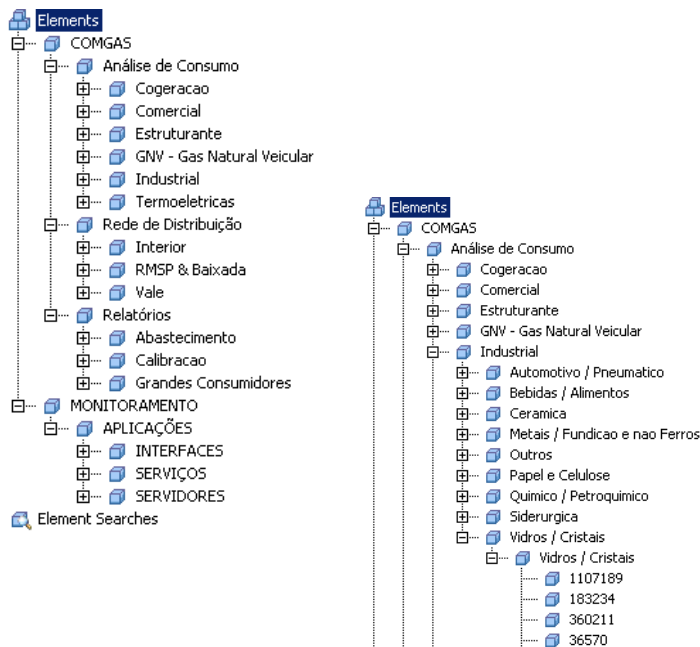 Elements
COMGAS
Análise de Consumo
Cogeracao
Comercial
Estruturante
GNV - Gas Natural Veicular
Industrial
Termoeletricas
Rede de Distribuição
Interior
RMSP & Baixada
Vale
Relatórios
Abastecimento
Calibracao
Grandes Consumidores
MONITORAMENTO
APLICAÇÕES
INTERFACES
SERVIÇOS
SERVIDORES
Element Searches
Elements
COMGAS
Análise de Consumo
Cogeracao
Comercial
Estruturante
GNV - Gas Natural Veicular
Industrial
Automotivo / Pneumatico
Bebidas / Alimentos
Ceramica
Metais / Fundicao e nao Ferros
Outros
Papel e Celulose
Quimico / Petroquimico
Siderurgica
Vidros / Cristais
Vidros / Cristais
1107189
183234
360211
36570